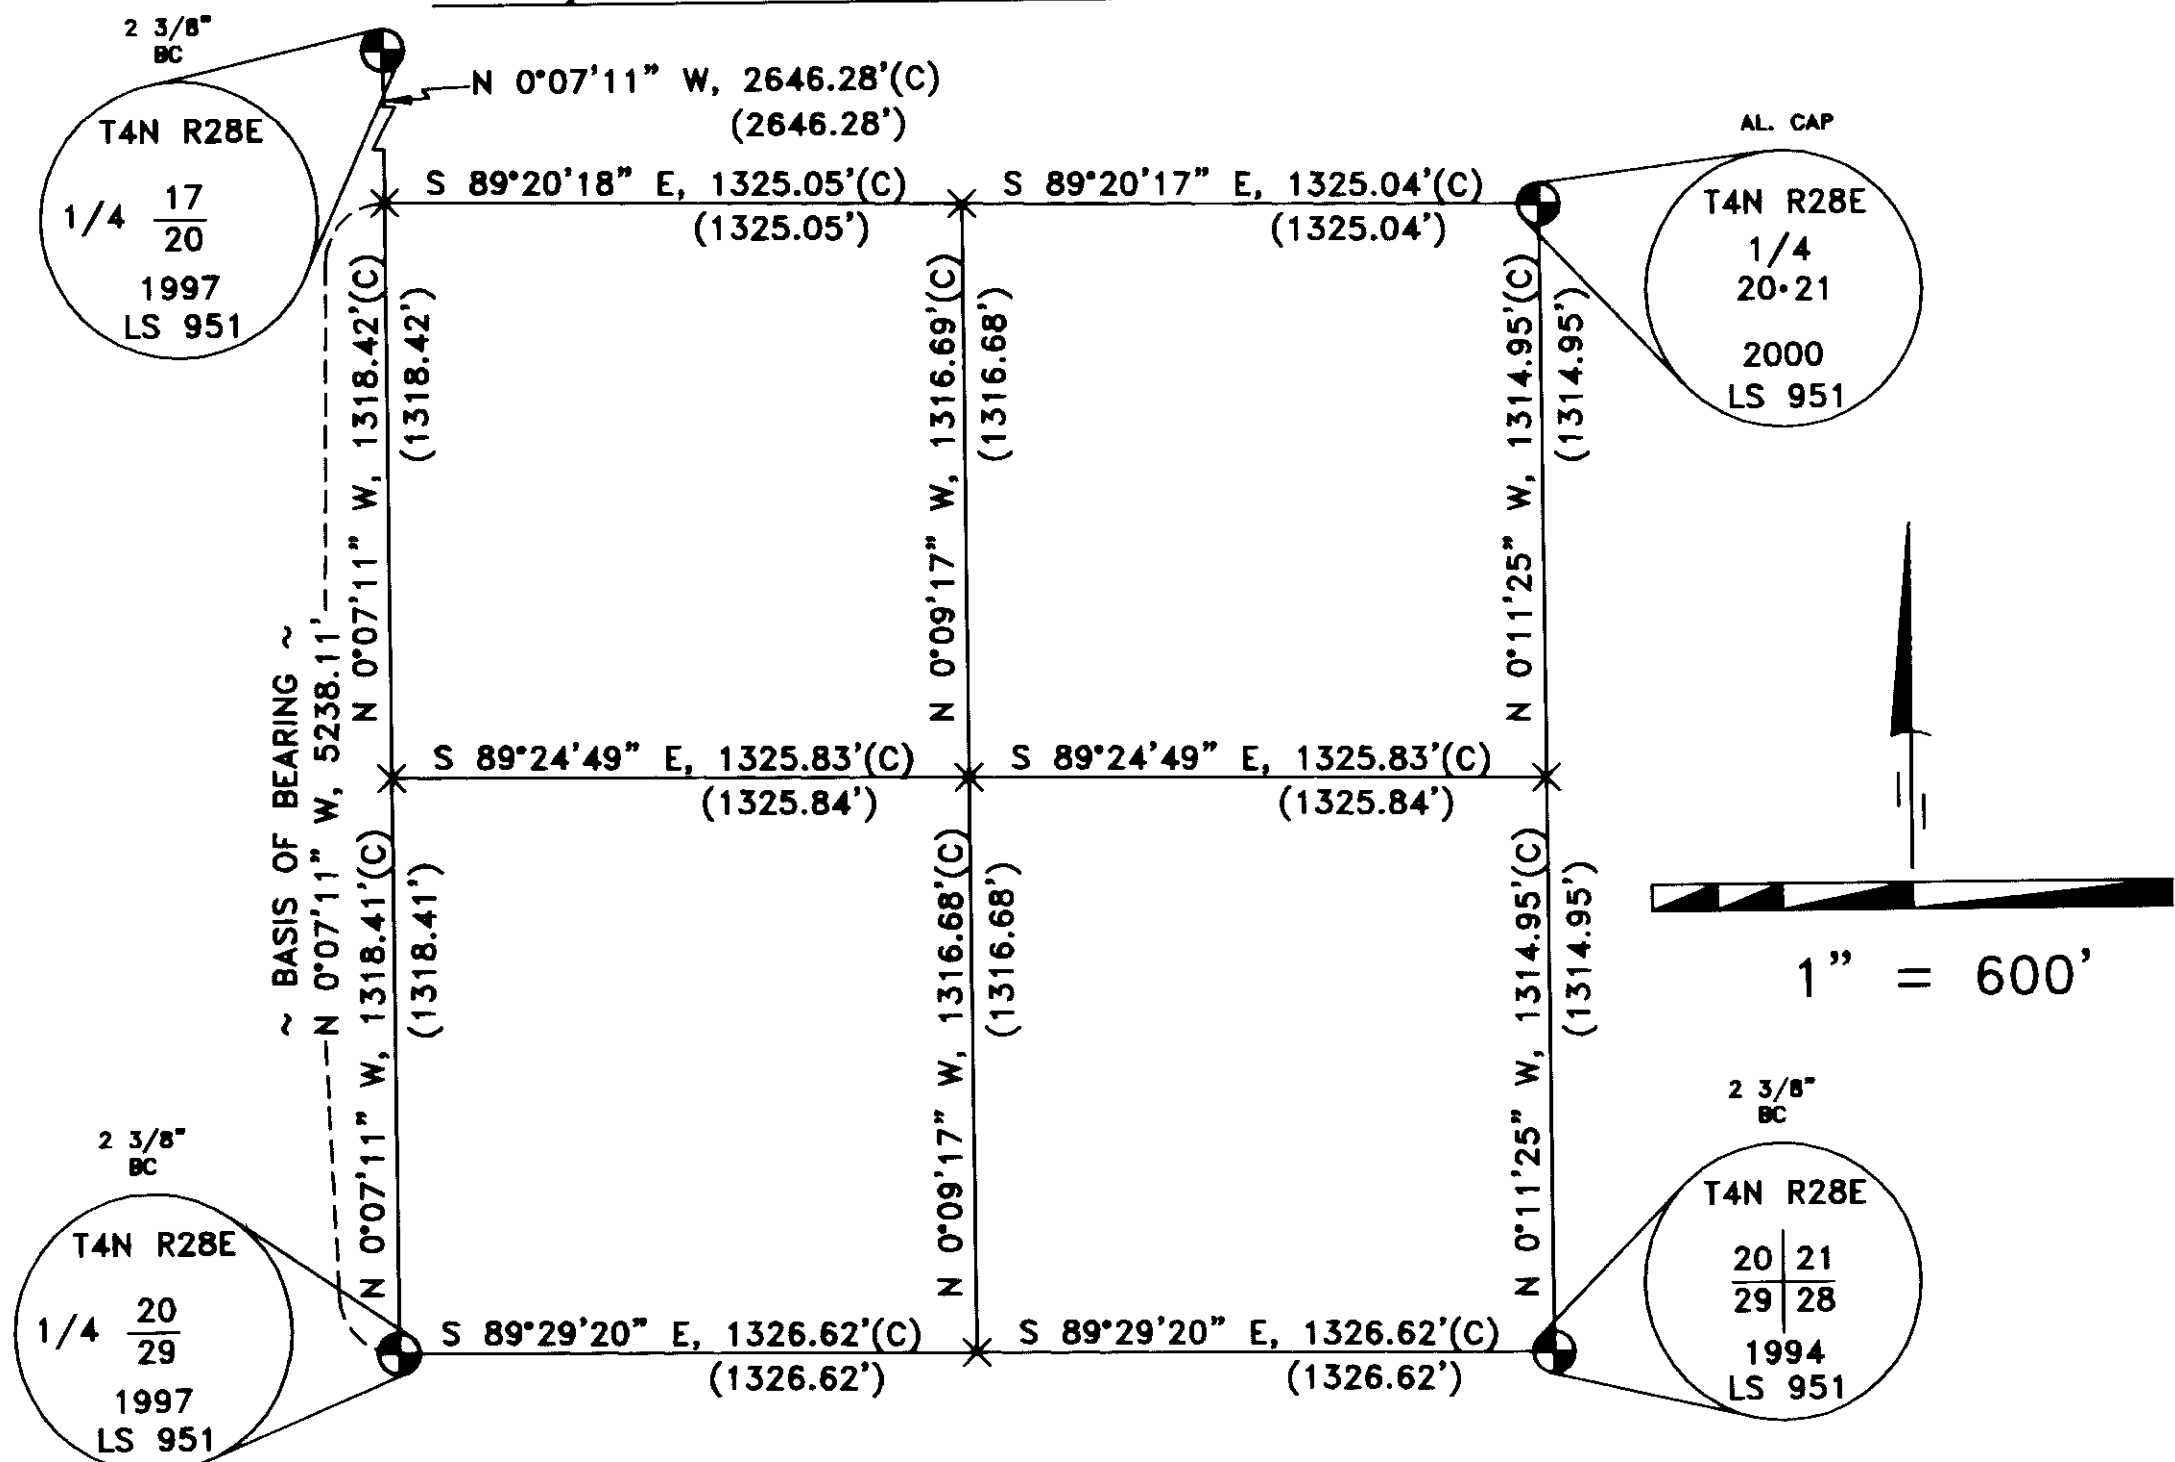 2 3/8"
BC
T4N R28E
1/4 17
20
1997
LS 951
N 0°07'11" W, 2646.28'(C)
(2646.28')
S 89°20'18" E, 1325.05'(C)
(1325.05')
S 89°20'17" E, 1325.04'(C)
(1325.04')
AL. CAP
T4N R28E
1/4
20•21
2000
LS 951
N 0°07'11" W, 1318.42'(C)
(1318.42')
N 0°09'17" W, 1316.69'(C)
(1316.68')
N 0°11'25" W, 1314.95'(C)
(1314.95')
~ BASIS OF BEARING ~
N 0°07'11" W, 5238.11'
S 89°24'49" E, 1325.83'(C)
(1325.84')
S 89°24'49" E, 1325.83'(C)
(1325.84')
N 0°07'11" W, 1318.41'(C)
(1318.41')
N 0°09'17" W, 1316.68'(C)
(1316.68')
N 0°11'25" W, 1314.95'(C)
(1314.95')
1" = 600'
2 3/8"
BC
T4N R28E
1/4 20
29
1997
LS 951
S 89°29'20" E, 1326.62'(C)
(1326.62')
S 89°29'20" E, 1326.62'(C)
(1326.62')
2 3/8"
BC
T4N R28E
20 21
29 28
1994
LS 951